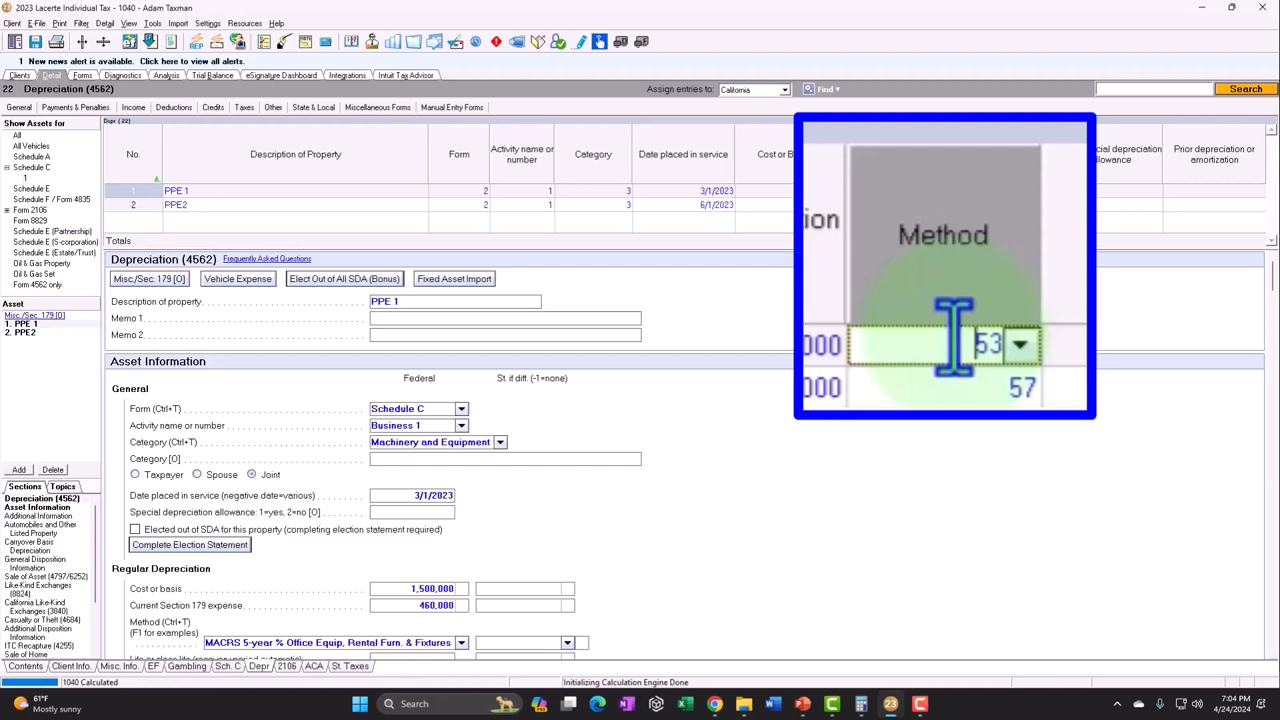 2023 Lacerte Individual Tax - 1040 - Adam Taxman
Client E-File Print Filter Detail View Tools Import Settings Resources Help
1 New news alert is available. Click here to view all alerts.
Clients Detail Forms Diagnostics Analysis Trial Balance eSignature Dashboard Integrations Intuit Tax Advisor
22 Depreciation (4562) Assign entries to: California Find Search
General Payments & Penalties Income Deductions Credits Taxes Other State & Local Miscellaneous Forms Manual Entry Forms
Show Assets for
All
All Vehicles
Schedule A
Schedule C
1
Schedule E
Schedule F / Form 4835
Form 2106
Form 8829
Schedule E (Partnership)
Schedule E (S-corporation)
Schedule E (Estate/Trust)
Oil & Gas Property
Oil & Gas Set
Form 4562 only
Asset
Misc./Sec. 179 [O]
1. PPE 1
2. PPE2
Add Delete
Sections Topics
Depreciation (4562)
Asset Information
Additional Information
Automobiles and Other
Listed Property
Carryover Basis
Depreciation
General Disposition
Information
Sale of Asset (4797/6252)
Like-Kind Exchanges
(8824)
California Like-Kind
Exchanges (3840)
Casualty or Theft (4684)
Additional Disposition
Information
ITC Recapture (4255)
Sale of Home
Depr (22)
No. Description of Property Form Activity name or number Category Date placed in service Cost or B cial depreciation allowance Prior depreciation or amortization
1 PPE 1 2 1 3 3/1/2023
2 PPE2 2 1 3 6/1/2023
Totals
tion Method
000 53
000 57
Depreciation (4562) Frequently Asked Questions
Misc./Sec. 179 [O] Vehicle Expense Elect Out of All SDA (Bonus) Fixed Asset Import
Description of property PPE 1
Memo 1
Memo 2
Asset Information
Federal St. if diff. (-1=none)
General
Form (Ctrl+T) Schedule C
Activity name or number Business 1
Category (Ctrl+T) Machinery and Equipment
Category [O]
Taxpayer Spouse Joint
Date placed in service (negative date=various) 3/1/2023
Special depreciation allowance: 1=yes, 2=no [O]
Elected out of SDA for this property (completing election statement required)
Complete Election Statement
Regular Depreciation
Cost or basis 1,500,000
Current Section 179 expense 460,000
Method (Ctrl+T)
(F1 for examples)
MACRS 5-year % Office Equip, Rental Furn. & Fixtures
Contents Client Info. Misc. Info. EF Gambling Sch. C Depr 2106 ACA St. Taxes
1040 Calculated Initializing Calculation Engine Done
61°F
Mostly sunny
Search
7:04 PM
4/24/2024